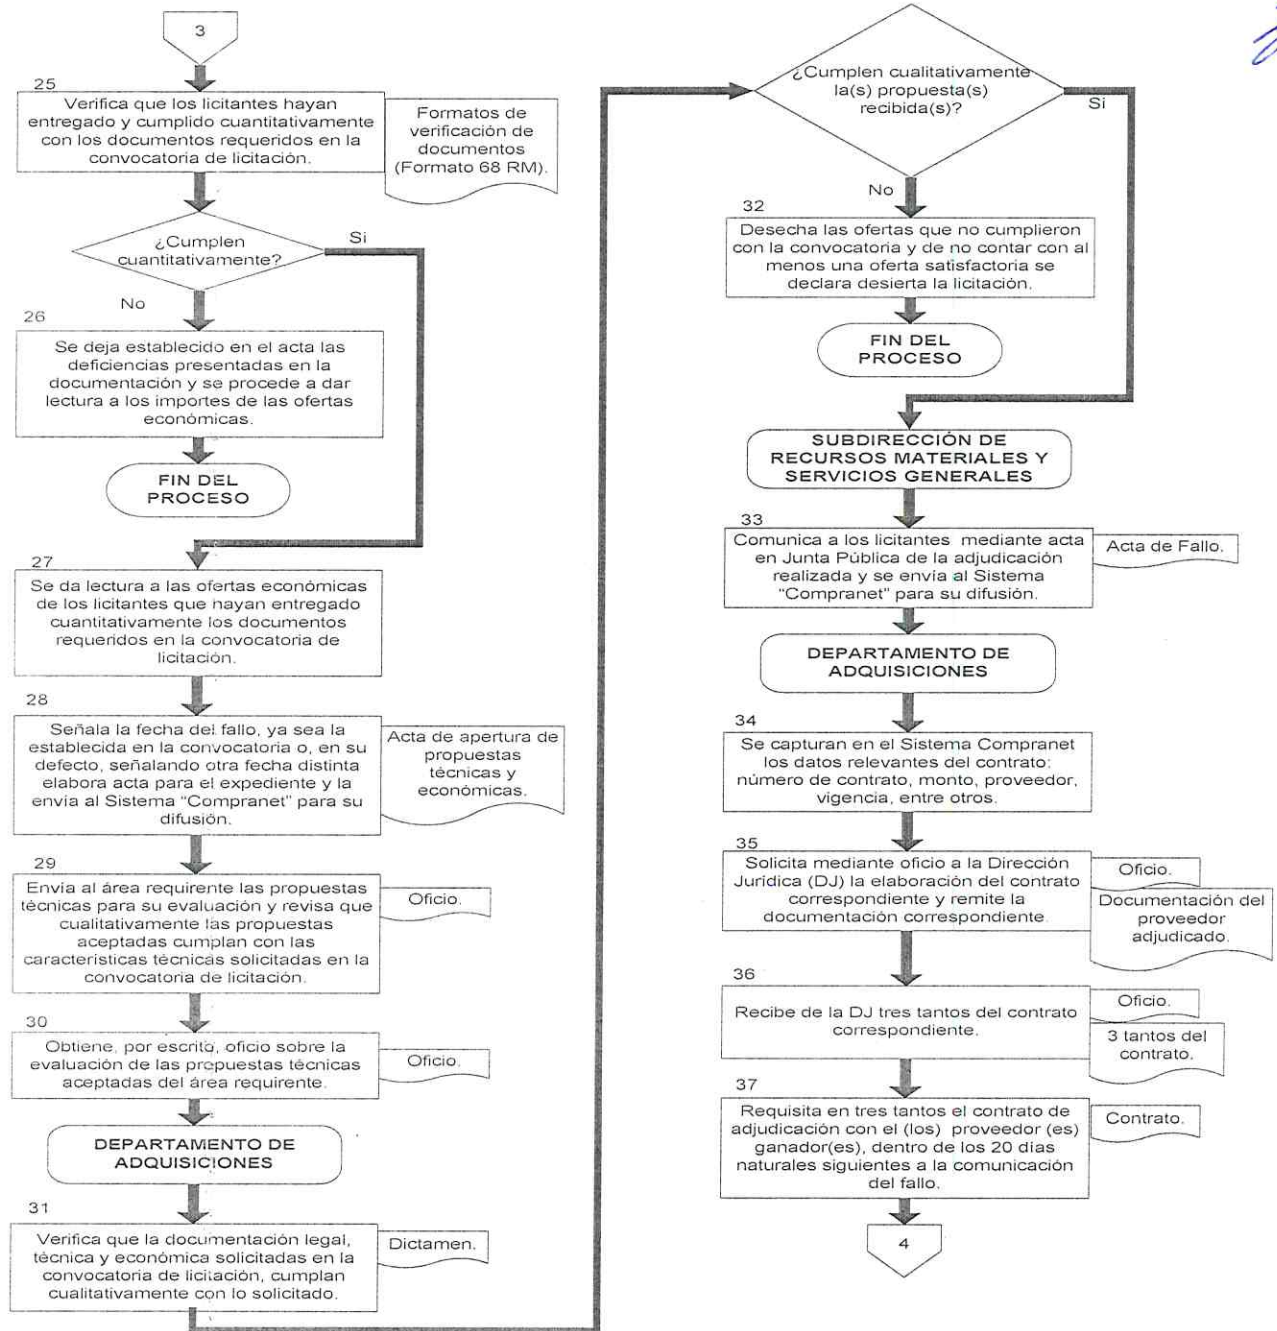 3
25
Verifica que los licitantes hayan
entregado y cumplido cuantitativamente
con los documentos requeridos en la
convocatoria de licitación.
Formatos de
verificación de
documentos
(Formato 68 RM).
¿Cumplen
cuantitativamente?
Si
No
26
Se deja establecido en el acta las
deficiencias presentadas en la
documentación y se procede a dar
lectura a los importes de las ofertas
económicas.
FIN DEL
PROCESO
27
Se da lectura a las ofertas económicas
de los licitantes que hayan entregado
cuantitativamente los documentos
requeridos en la convocatoria de
licitación.
28
Señala la fecha del fallo, ya sea la
establecida en la convocatoria o, en su
defecto, señalando otra fecha distinta
elabora acta para el expediente y la
envía al Sistema "Compranet" para su
difusión.
Acta de apertura de
propuestas
técnicas y
económicas.
29
Envía al área requirente las propuestas
técnicas para su evaluación y revisa que
cualitativamente las propuestas
aceptadas cumplan con las
características técnicas solicitadas en la
convocatoria de licitación.
Oficio.
30
Obtiene, por escrito, oficio sobre la
evaluación de las propuestas técnicas
aceptadas del área requirente.
Oficio.
DEPARTAMENTO DE
ADQUISICIONES
31
Verifica que la documentación legal,
técnica y económica solicitadas en la
convocatoria de licitación, cumplan
cualitativamente con lo solicitado.
Dictamen.
¿Cumplen cualitativamente
la(s) propuesta(s)
recibida(s)?
Si
No
32
Desecha las ofertas que no cumplieron
con la convocatoria y de no contar con al
menos una oferta satisfactoria se
declara desierta la licitación.
FIN DEL
PROCESO
SUBDIRECCIÓN DE
RECURSOS MATERIALES Y
SERVICIOS GENERALES
33
Comunica a los licitantes mediante acta
en Junta Pública de la adjudicación
realizada y se envía al Sistema
"Compranet" para su difusión.
Acta de Fallo.
DEPARTAMENTO DE
ADQUISICIONES
34
Se capturan en el Sistema Compranet
los datos relevantes del contrato:
número de contrato, monto, proveedor,
vigencia, entre otros.
35
Solicita mediante oficio a la Dirección
Jurídica (DJ) la elaboración del contrato
correspondiente y remite la
documentación correspondiente.
Oficio.
Documentación del
proveedor
adjudicado.
36
Recibe de la DJ tres tantos del contrato
correspondiente.
Oficio.
3 tantos del
contrato.
37
Requisita en tres tantos el contrato de
adjudicación con el (los) proveedor (es)
ganador(es), dentro de los 20 días
naturales siguientes a la comunicación
del fallo.
Contrato.
4